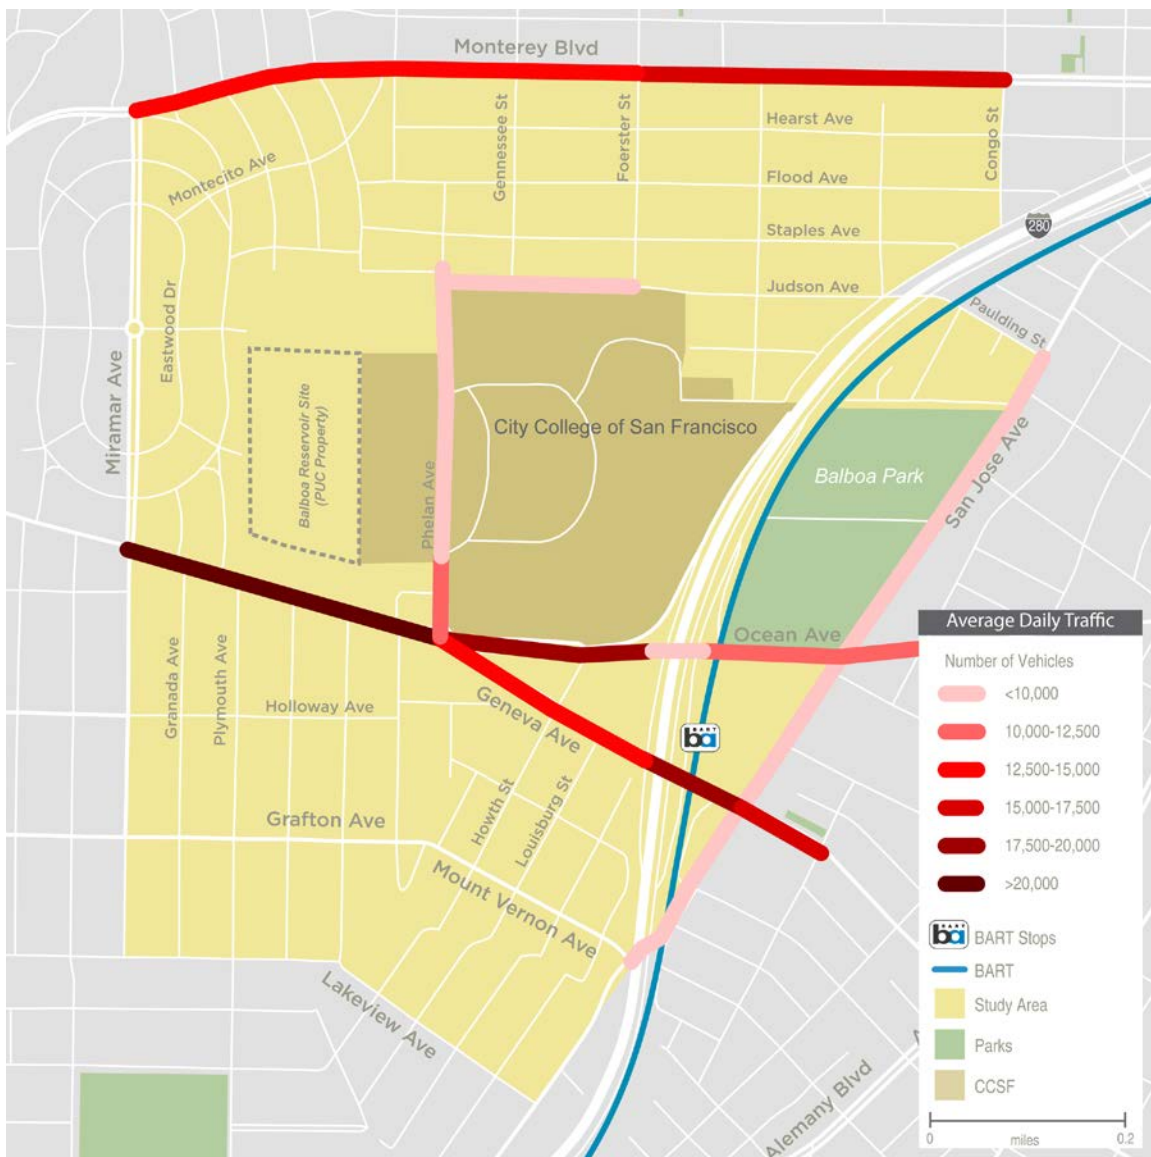 Monterey Blvd
Gennessee St
Foerster St
Hearst Ave
Congo St
Montecito Ave
Flood Ave
Staples Ave
280
Judson Ave
Paulding St
Eastwood Dr
Miramar Ave
Balboa Reservoir Site
(PUC Property)
City College of San Francisco
Phelan Ave
Balboa Park
San Jose Ave
Ocean Ave
Granada Ave
Plymouth Ave
Holloway Ave
Geneva Ave
BART
ba
Howth St
Louisburg St
Grafton Ave
Mount Vernon Ave
Lakeview Ave
Alemany Blvd
A
Average Daily Traffic
Number of Vehicles
<10,000
10,000-12,500
12,500-15,000
15,000-17,500
17,500-20,000
>20,000
BART
ba
BART Stops
BART
Study Area
Parks
CCSF
0
miles
0.2